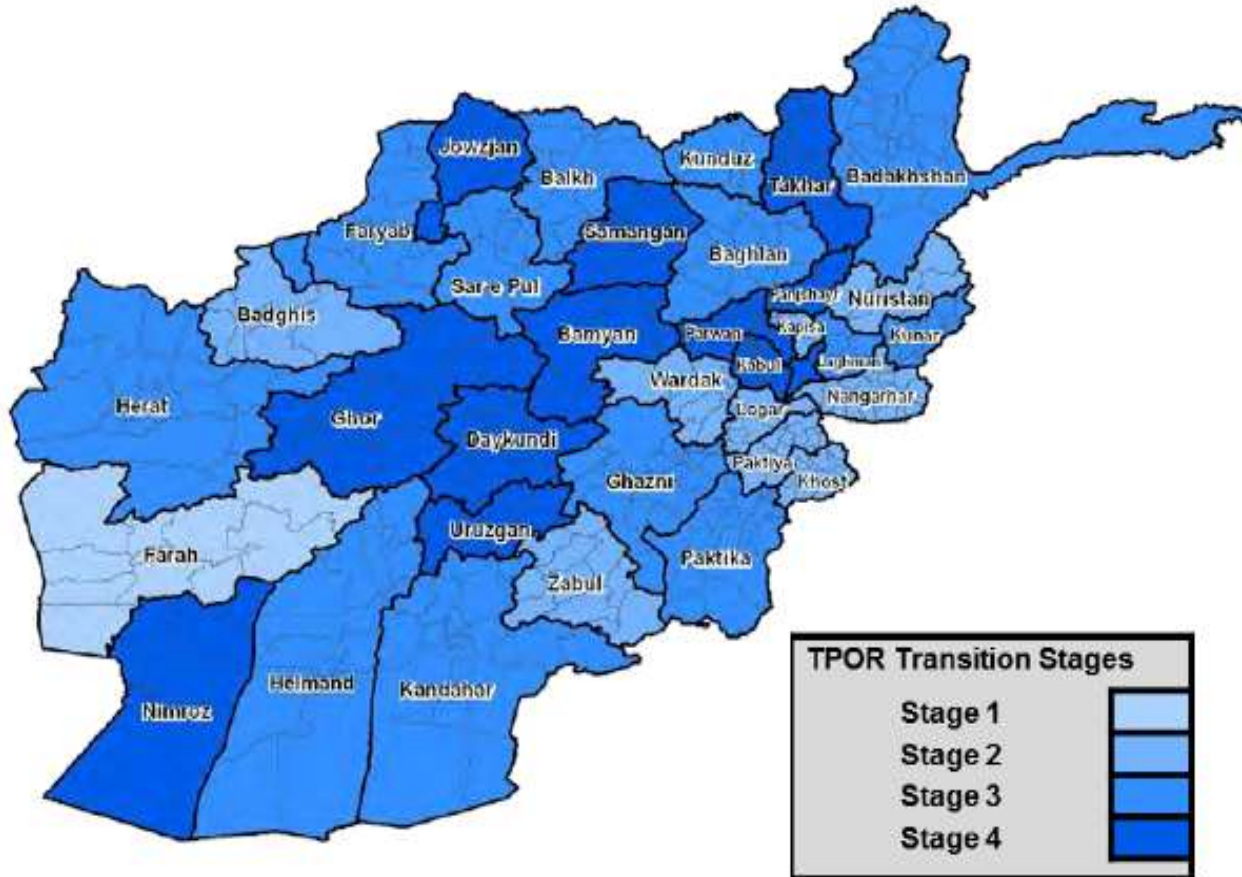 Jowzjan
Balkh
Kunduz
Takhar
Badakhshan
Faryab
Samangan
Baghlan
Sar-e Pul
Panjshayr
Nuristan
Badghis
Bamyan
Parwan
Kapisa
Kunar
Kabul
Laghman
Wardak
Nangarhar
Herat
Ghor
Logar
Daykundi
Paktiya
Ghazni
Khost
Uruzgan
Farah
Zabul
Paktika
Helmand
Kandahar
Nimroz
TPOR Transition Stages
Stage 1
Stage 2
Stage 3
Stage 4